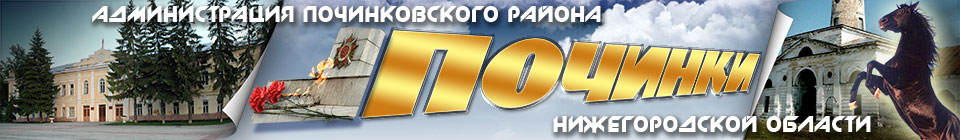 АДМИНИСТРАЦИЯ ПОЧИНКОВСКОГО РАЙОНА
Починки
НИЖЕГОРОДСКОЙ ОБЛАСТИ